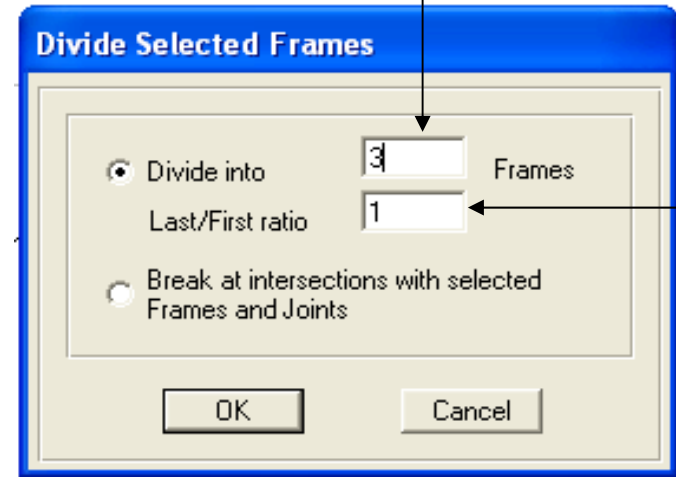 Divide Selected Frames
Divide into 3 Frames
Last/First ratio 1
Break at intersections with selected
Frames and Joints
OK Cancel